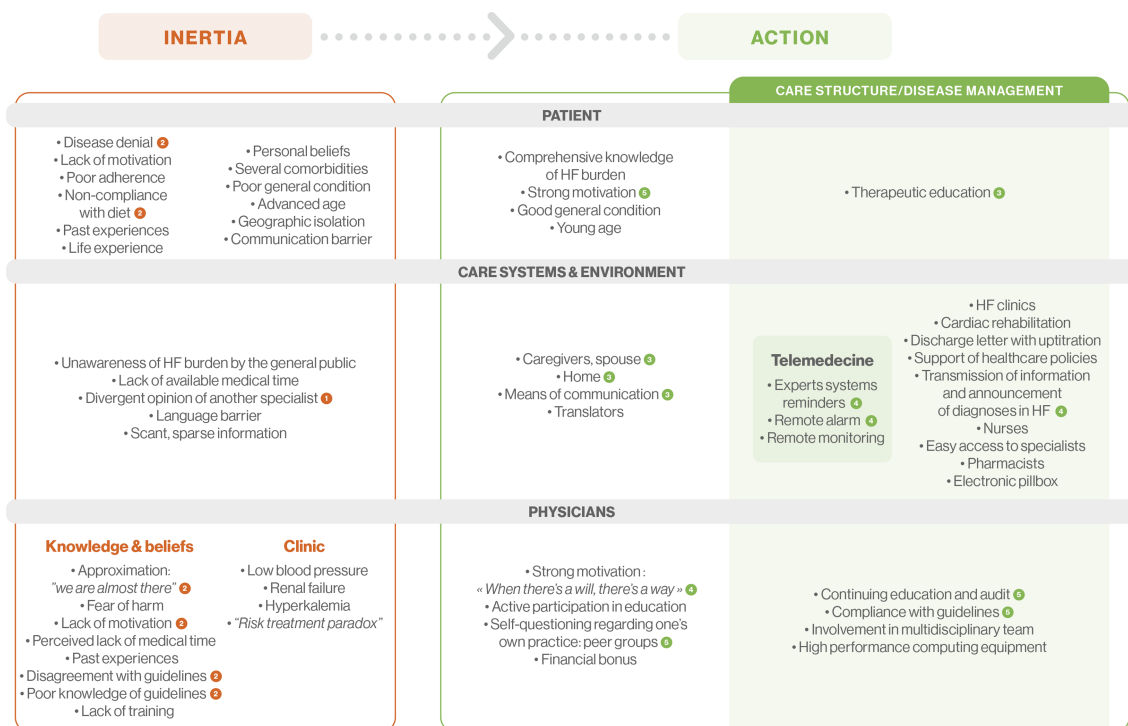 INERTIA
ACTION
CARE STRUCTURE/DISEASE MANAGEMENT
PATIENT
• Disease denial 2
• Lack of motivation
• Poor adherence
• Non-compliance
with diet 2
• Past experiences
• Life experience
• Personal beliefs
• Several comorbidities
• Poor general condition
• Advanced age
• Geographic isolation
• Communication barrier
• Comprehensive knowledge
of HF burden
• Strong motivation 5
• Good general condition
• Young age
• Therapeutic education 3
CARE SYSTEMS & ENVIRONMENT
• Unawareness of HF burden by the general public
• Lack of available medical time
• Divergent opinion of another specialist 1
• Language barrier
• Scant, sparse information
• Caregivers, spouse 3
• Home 3
• Means of communication 3
• Translators
Telemedecine
• Experts systems
reminders 4
• Remote alarm 4
• Remote monitoring
• HF clinics
• Cardiac rehabilitation
• Discharge letter with uptitration
• Support of healthcare policies
• Transmission of information
and announcement
of diagnoses in HF 4
• Nurses
• Easy access to specialists
• Pharmacists
• Electronic pillbox
PHYSICIANS
Knowledge & beliefs
• Approximation:
"we are almost there" 2
• Fear of harm
• Lack of motivation 2
• Perceived lack of medical time
• Past experiences
• Disagreement with guidelines 2
• Poor knowledge of guidelines 2
• Lack of training
Clinic
• Low blood pressure
• Renal failure
• Hyperkalemia
• "Risk treatment paradox"
• Strong motivation :
« When there's a will, there's a way » 4
• Active participation in education
• Self-questioning regarding one's
own practice: peer groups 5
• Financial bonus
• Continuing education and audit 5
• Compliance with guidelines 5
• Involvement in multidisciplinary team
• High performance computing equipment